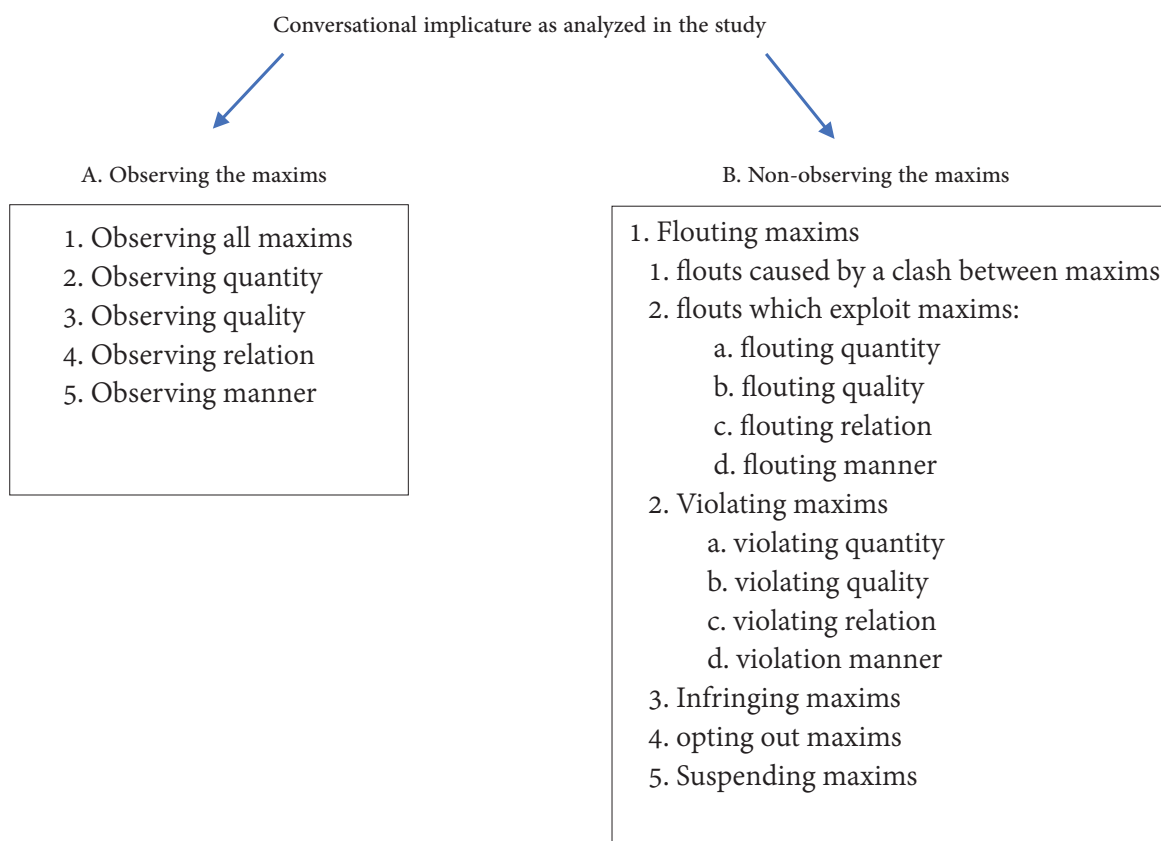 Conversational implicature as analyzed in the study
A. Observing the maxims
1. Observing all maxims
2. Observing quantity
3. Observing quality
4. Observing relation
5. Observing manner
B. Non-observing the maxims
1. Flouting maxims
1. flouts caused by a clash between maxims
2. flouts which exploit maxims:
a. flouting quantity
b. flouting quality
c. flouting relation
d. flouting manner
2. Violating maxims
a. violating quantity
b. violating quality
c. violating relation
d. violation manner
3. Infringing maxims
4. opting out maxims
5. Suspending maxims